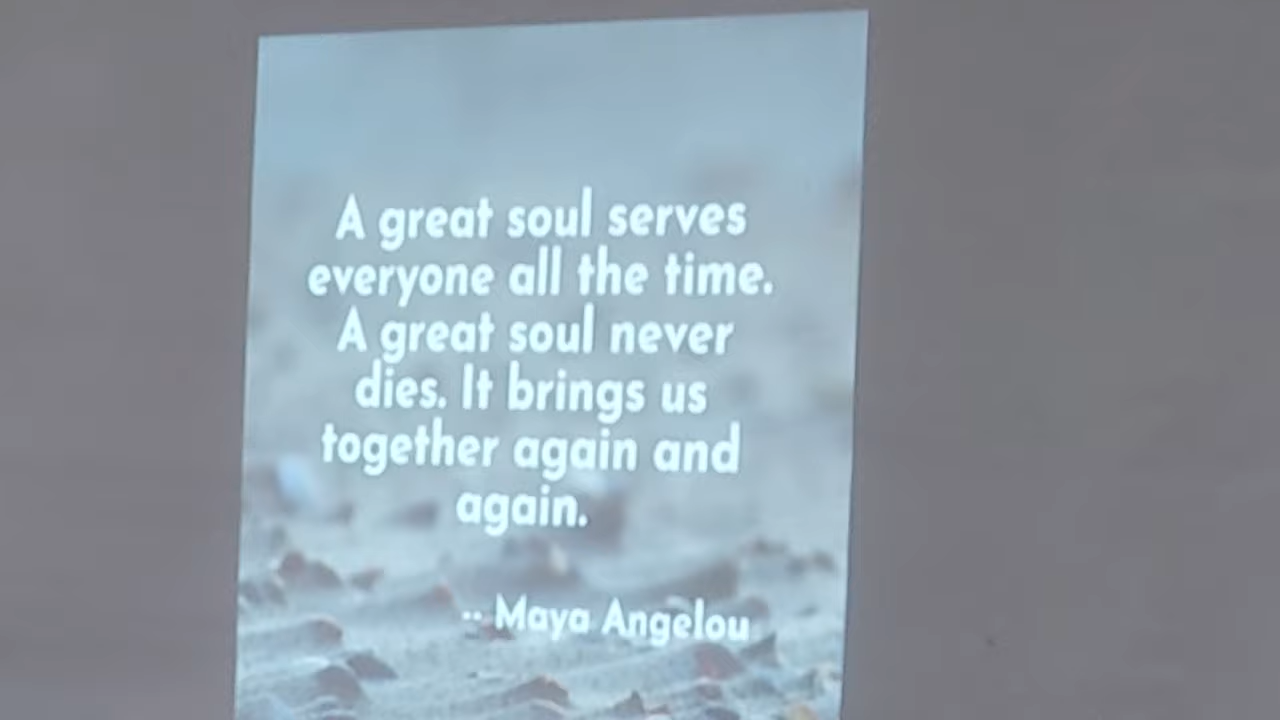 A great soul serves
everyone all the time.
A great soul never
dies. It brings us
together again and
again.
-- Maya Angelou